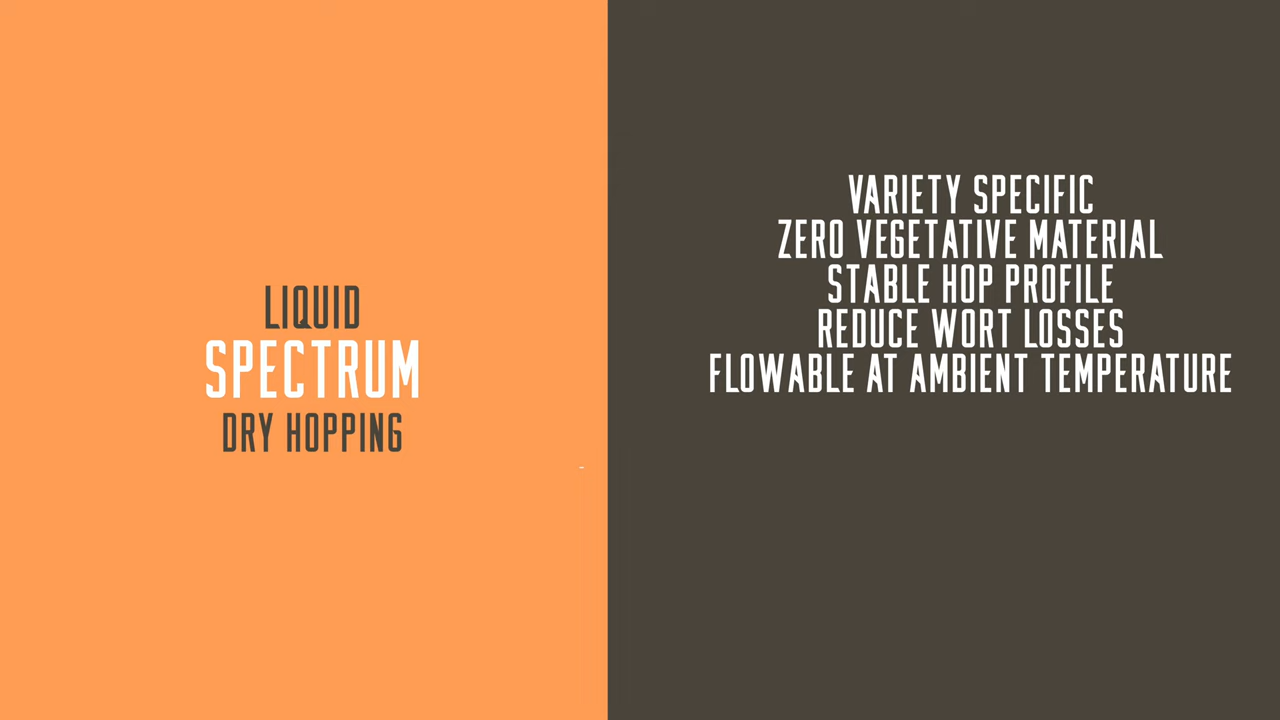 LIQUID
SPECTRUM
DRY HOPPING
VARIETY SPECIFIC
ZERO VEGETATIVE MATERIAL
STABLE HOP PROFILE
REDUCE WORT LOSSES
FLOWABLE AT AMBIENT TEMPERATURE